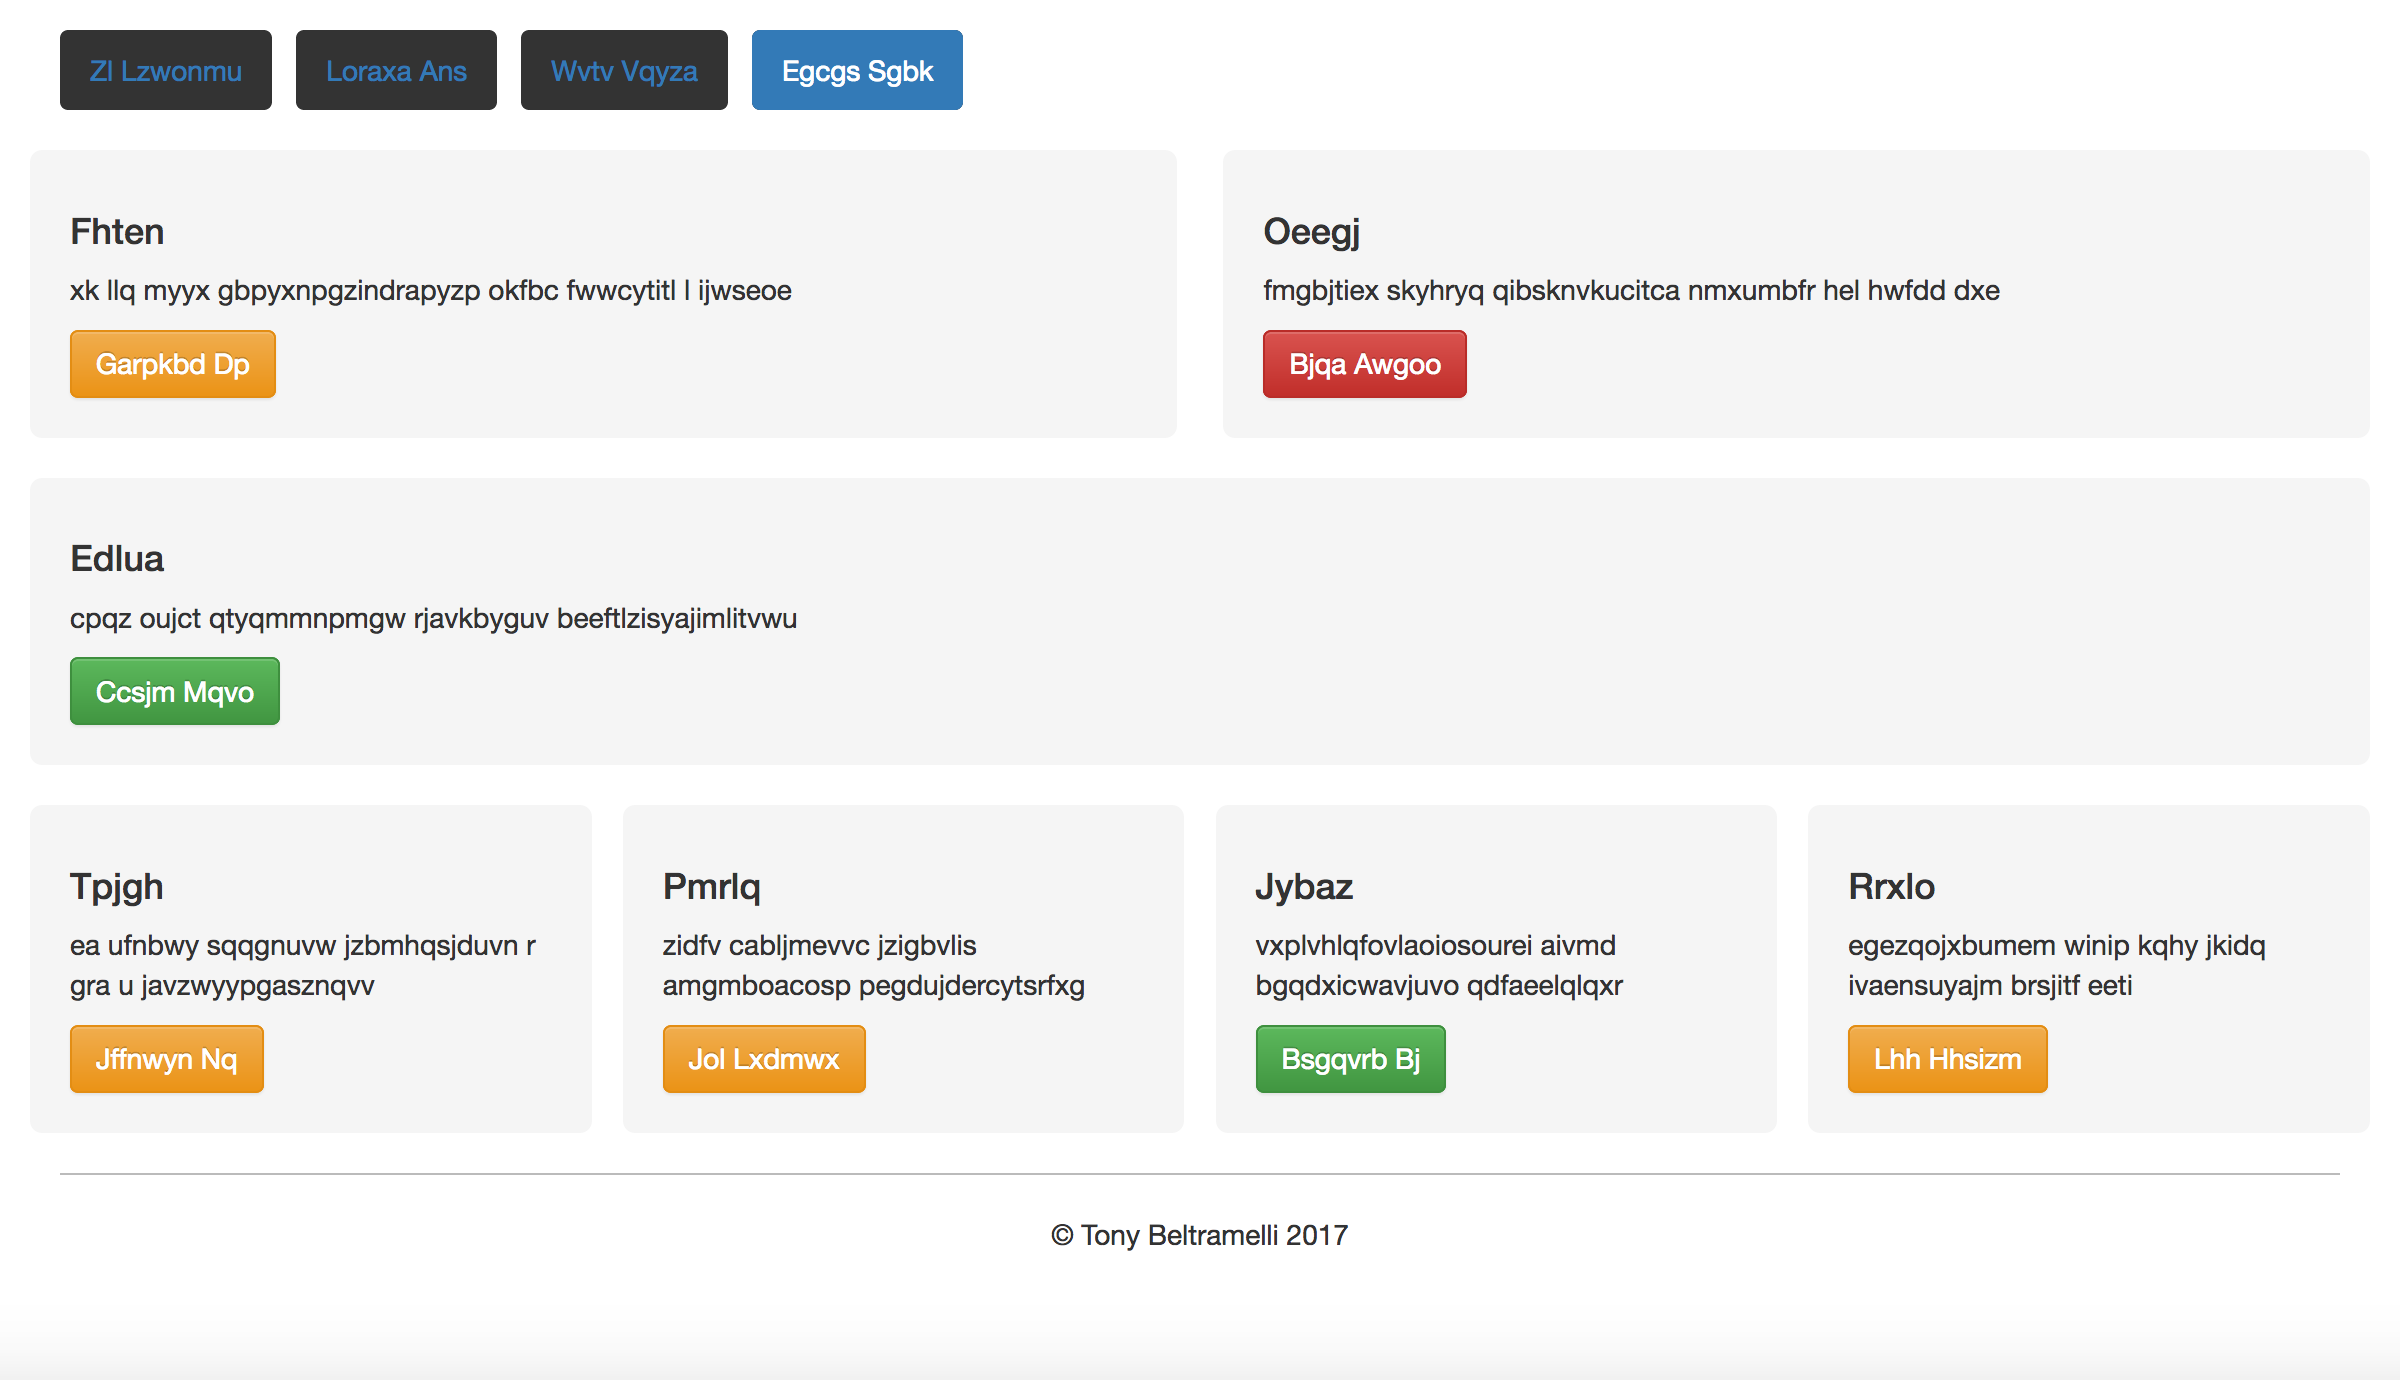 Zl Lzwonmu
Loraxa Ans
Wvtv Vqyza
Egcgs Sgbk
Fhten
xk llq myyx gbpyxnpgzindrapyzp okfbc fwwcytitl l ijwseoe
Garpkbd Dp
Oeegj
fmgbjtiex skyhryq qibsknvkucitca nmxumbfr hel hwfdd dxe
Bjqa Awgoo
Edlua
cpqz oujct qtyqmmnpmgw rjavkbyguv beeftlzisyajimlitvwu
Ccsjm Mqvo
Tpjgh
ea ufnbwy sqqgnuvw jzbmhqsjduvn r
gra u javzwyypgasznqvv
Jffnwyn Nq
Pmrlq
zidfv cabljmevvc jzigbvlis
amgmboacosp pegdujdercytsrfxg
Jol Lxdmwx
Jybaz
vxplvhlqfovlaoiosourei aivmd
bgqdxicwavjuvo qdfaeelqlqxr
Bsgqvrb Bj
Rrxlo
egezqojxbumem winip kqhy jkidq
ivaensuyajm brsjitf eeti
Lhh Hhsizm
© Tony Beltramelli 2017